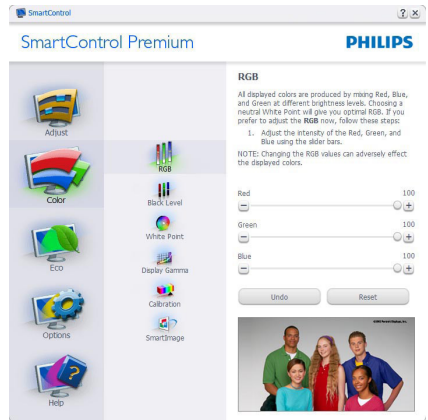 SmartControl
SmartControl Premium
PHILIPS
Adjust
Color
Eco
Options
Help
RGB
Black Level
White Point
Display Gamma
Calibration
SmartImage
RGB
All displayed colors are produced by mixing Red, Blue,
and Green at different brightness levels. Choosing a
neutral White Point will give you optimal RGB. If you
prefer to adjust the RGB now, follow these steps:
1. Adjust the intensity of the Red, Green, and
Blue using the slider bars.
NOTE: Changing the RGB values can adversely effect
the displayed colors.
Red 100
Green 100
Blue 100
Undo Reset